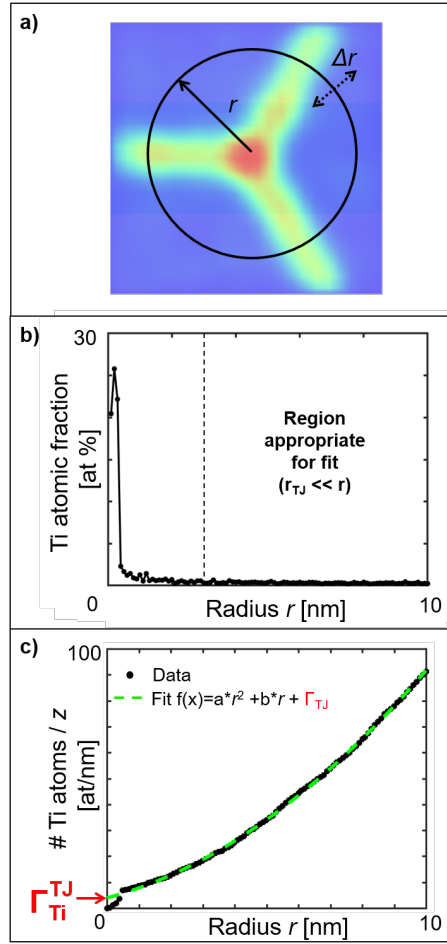 a)
r
Δr
b)
30
Ti atomic fraction
[at %]
Region
appropriate
for fit
(r_TJ << r)
0
Radius r [nm]
10
c)
100
Data
Fit f(x)=a*r² +b*r + Γ_TJ
# Ti atoms / z
[at/nm]
Γ_Ti^TJ
0
Radius r [nm]
10